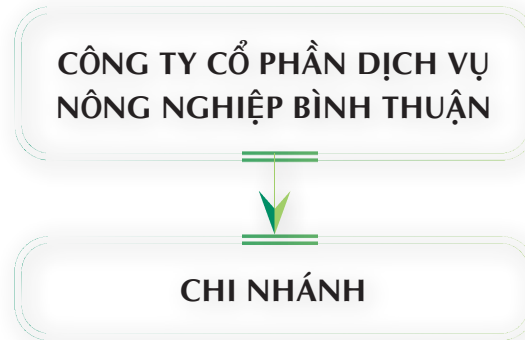 CÔNG TY CỔ PHẦN DỊCH VỤ
NÔNG NGHIỆP BÌNH THUẬN
CHI NHÁNH